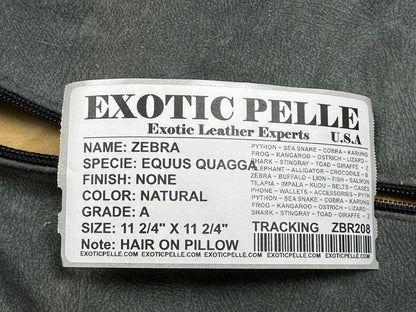 EXOTIC PELLE
Exotic Leather Experts U.S.A
NAME: ZEBRA
SPECIE: EQUUS QUAGGA
FINISH: NONE
COLOR: NATURAL
GRADE: A
SIZE: 11 2/4" X 11 2/4"
Note: HAIR ON PILLOW
EXOTICPELLE.COM EXOTICPELLE.COM EXOTICPELLE.COM
PYTHON ~ SEA SNAKE ~ COBRA ~ KARUNG
FROG ~ KANGAROO ~ OSTRICH ~ LIZARD ~
SHARK ~ STINGRAY ~ TOAD ~ GIRAFFE ~
ELEPHANT ~ ALLIGATOR ~ CROCODILE ~
ZEBRA ~ BUFFALO ~ LION ~ FISH ~ SALMON
TILAPIA ~ IMPALA ~ KUDU ~ BELTS ~ CASES
PHONE ~ WALLETS ~ ACCESSORIES ~
PYTHON ~ SEA SNAKE ~ COBRA ~ KARUNG
FROG ~ KANGAROO ~ OSTRICH ~ LIZARD ~
SHARK ~ STINGRAY ~ TOAD ~ GIRAFFE ~
TRACKING ZBR208
EXOTICPELLE.COM